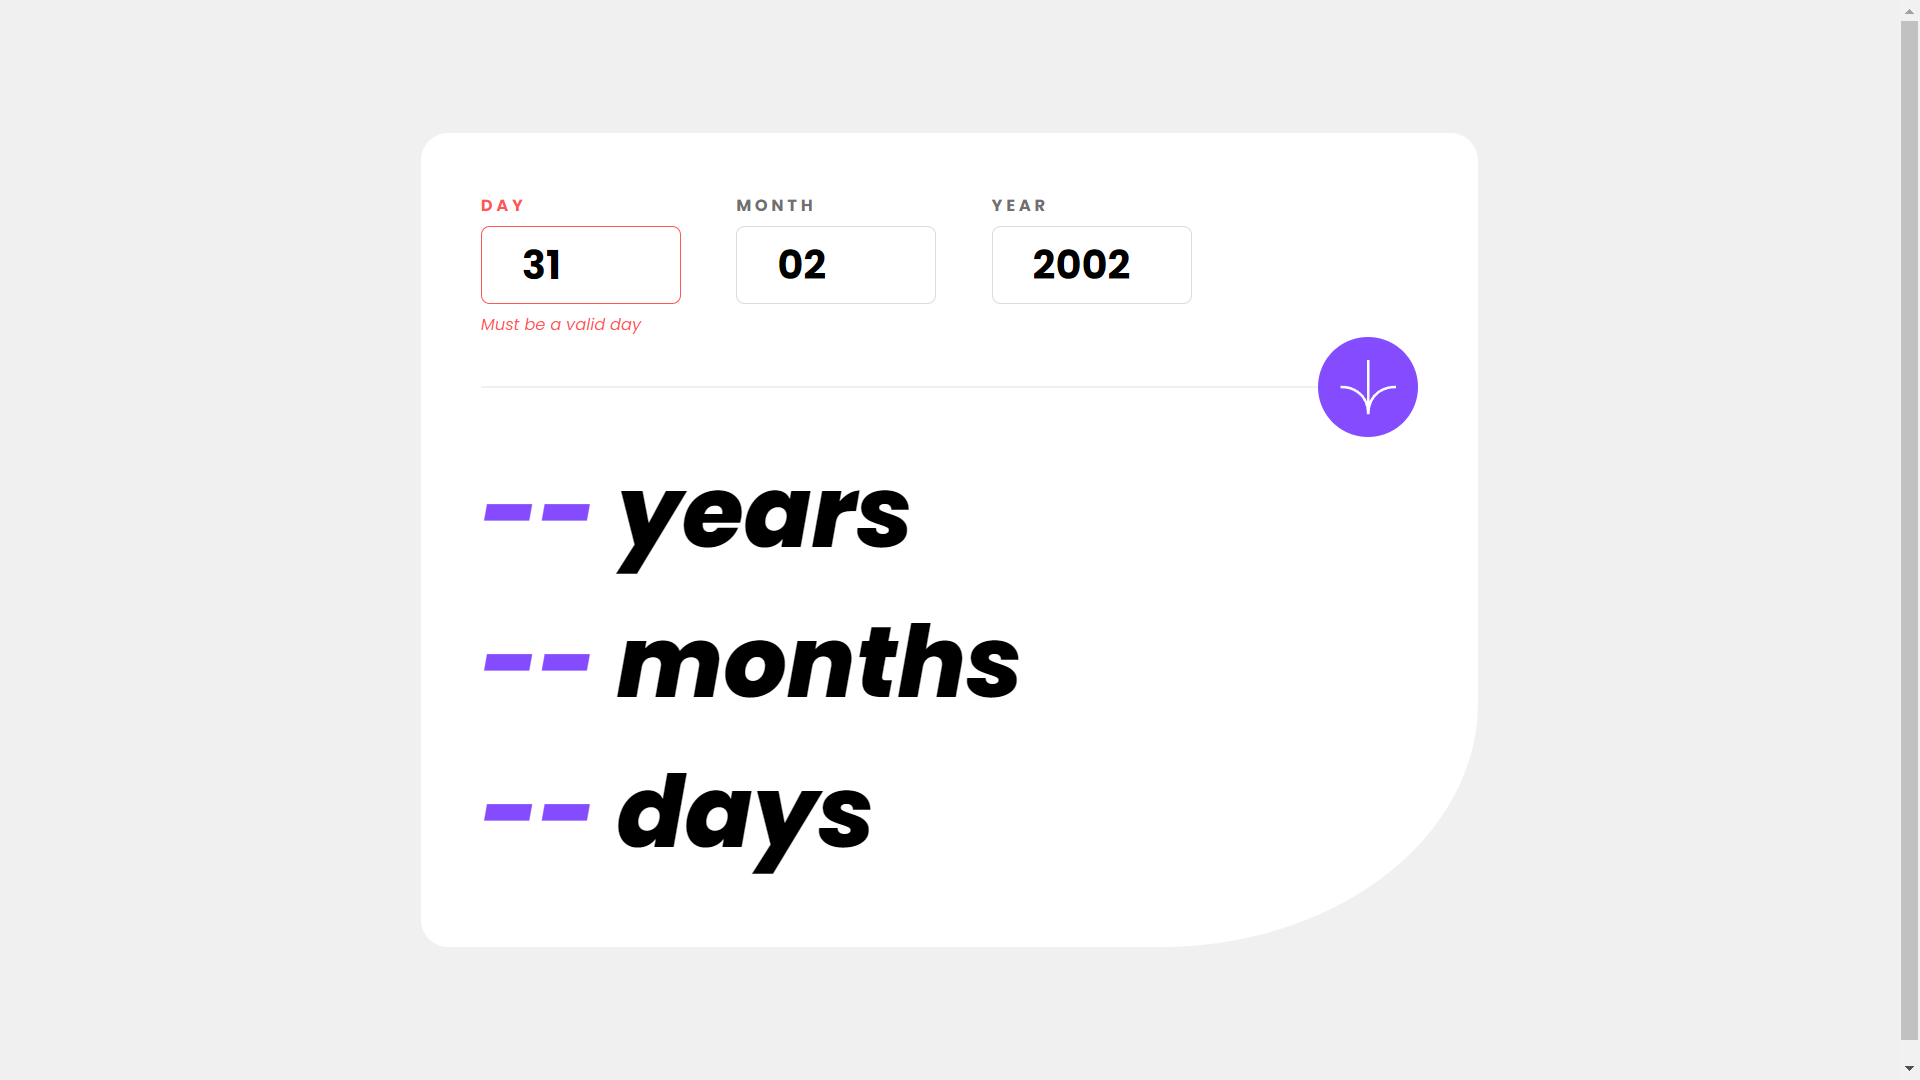 DAY MONTH YEAR
31 02 2002
Must be a valid day
-- years
-- months
-- days